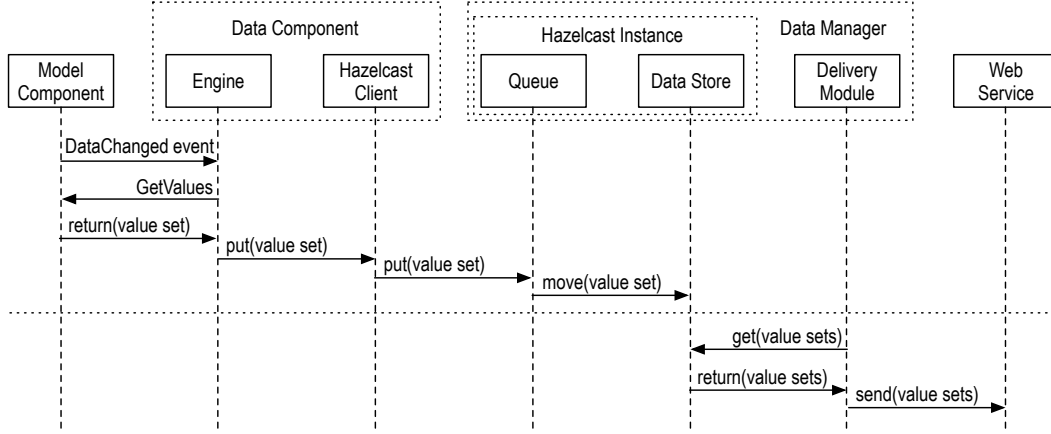 Data Component
Hazelcast Instance
Data Manager
Model
Component
Engine
Hazelcast
Client
Queue
Data Store
Delivery
Module
Web
Service
DataChanged event
GetValues
return(value set)
put(value set)
put(value set)
move(value set)
get(value sets)
return(value sets)
send(value sets)